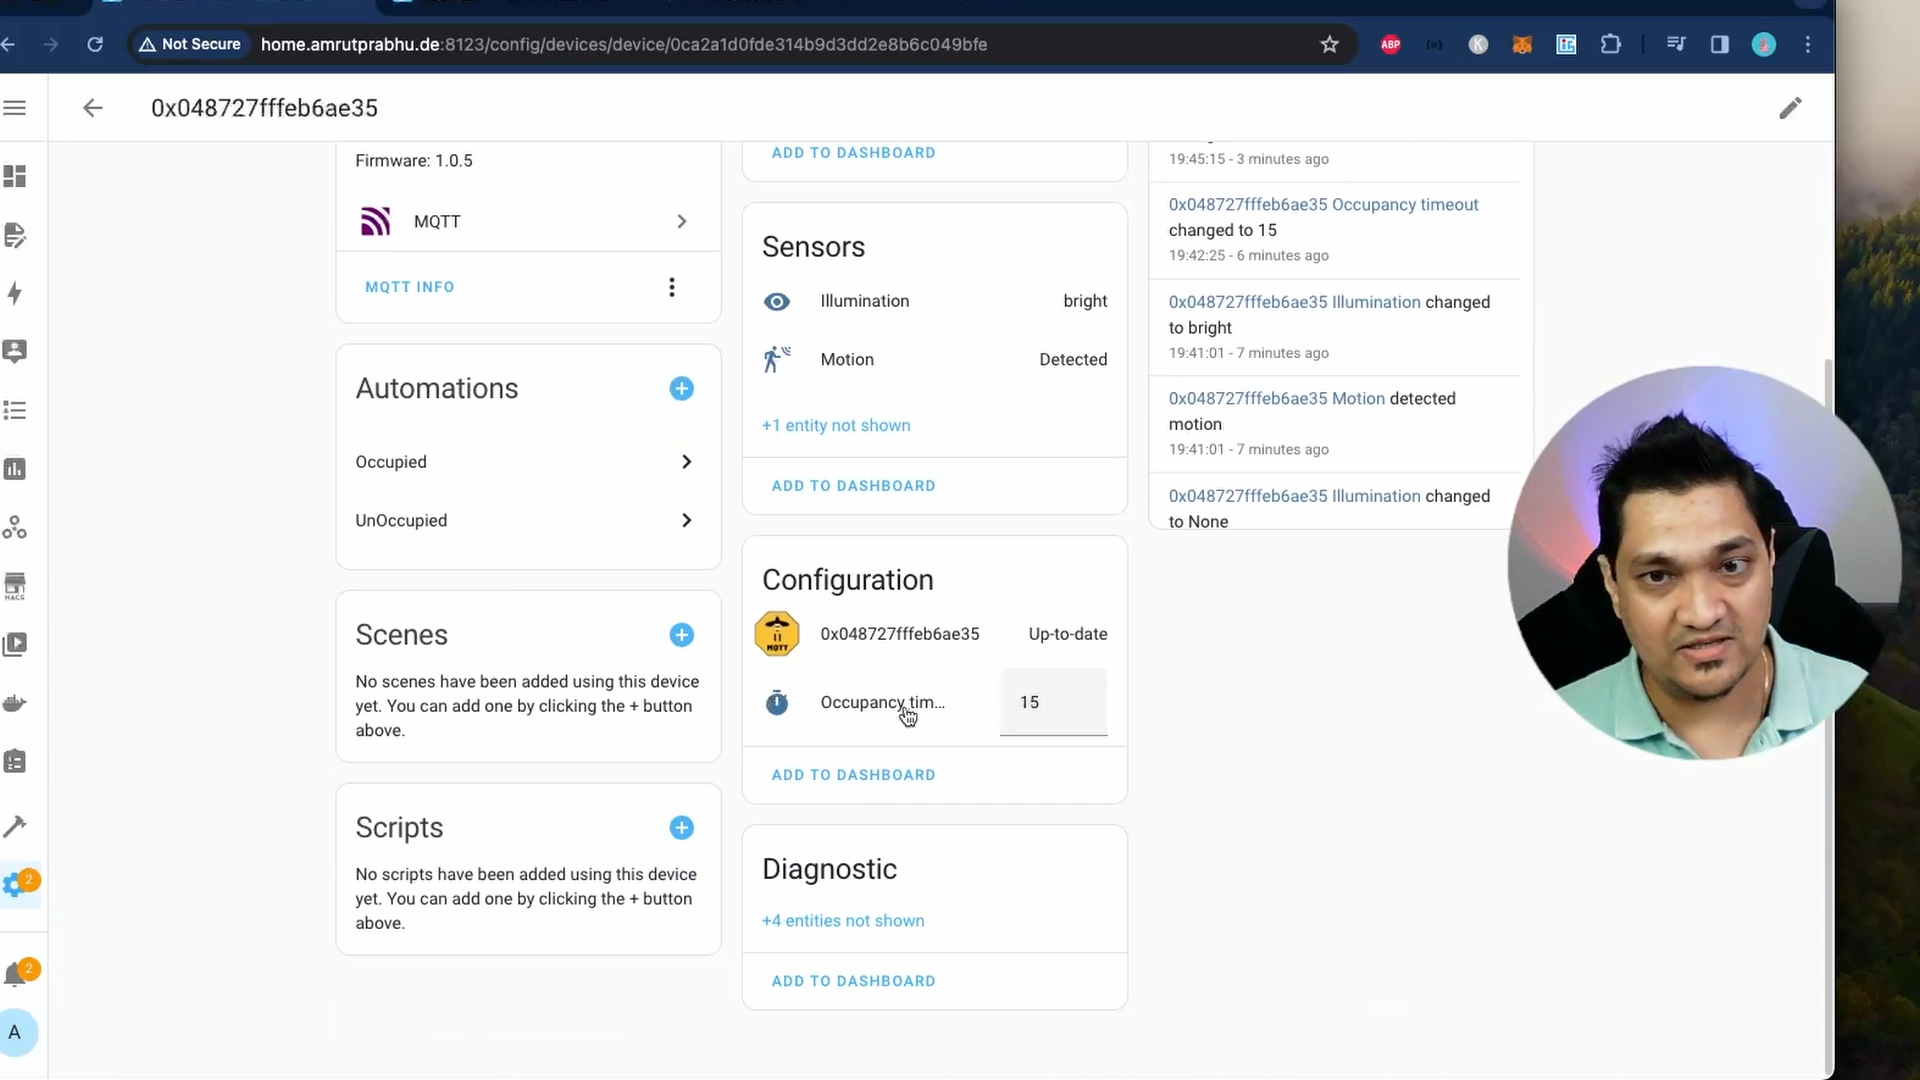 Not Secure
home.amrutprabhu.de:8123/config/devices/device/0ca2a1d0fde314b9d3dd2e8b6c049bfe
ABP
K
0x048727fffeb6ae35
Firmware: 1.0.5
MQTT
MQTT INFO
Automations
Occupied
UnOccupied
Scenes
No scenes have been added using this device
yet. You can add one by clicking the + button
above.
Scripts
No scripts have been added using this device
yet. You can add one by clicking the + button
above.
ADD TO DASHBOARD
Sensors
Illumination bright
Motion Detected
+1 entity not shown
ADD TO DASHBOARD
Configuration
MQTT
0x048727fffeb6ae35 Up-to-date
Occupancy tim... 15
ADD TO DASHBOARD
Diagnostic
+4 entities not shown
ADD TO DASHBOARD
19:45:15 - 3 minutes ago
0x048727fffeb6ae35 Occupancy timeout
changed to 15
19:42:25 - 6 minutes ago
0x048727fffeb6ae35 Illumination changed
to bright
19:41:01 - 7 minutes ago
0x048727fffeb6ae35 Motion detected
motion
19:41:01 - 7 minutes ago
0x048727fffeb6ae35 Illumination changed
to None
HACS
2
2
A